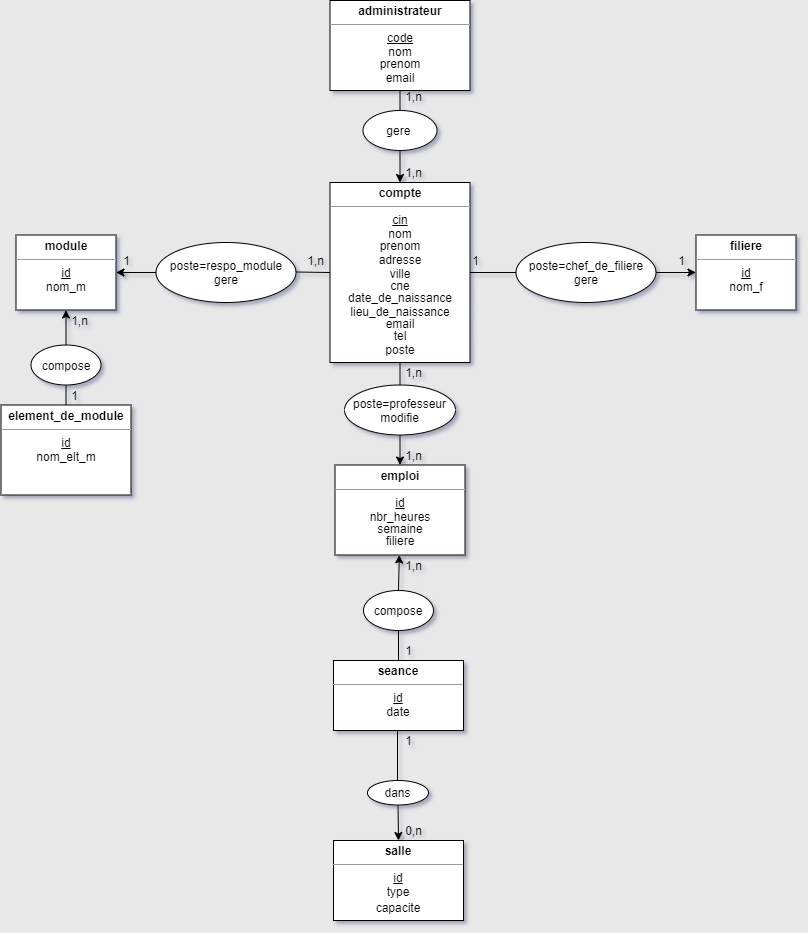 administrateur
code
nom
prenom
email
1,n
gere
1,n
compte
cin
nom
prenom
adresse
ville
cne
date_de_naissance
lieu_de_naissance
email
tel
poste
module
id
nom_m
1
poste=respo_module
gere
1,n
1
poste=chef_de_filiere
gere
1
filiere
id
nom_f
1,n
compose
1
element_de_module
id
nom_elt_m
1,n
poste=professeur
modifie
1,n
emploi
id
nbr_heures
semaine
filiere
1,n
compose
1
seance
id
date
1
dans
0,n
salle
id
type
capacite